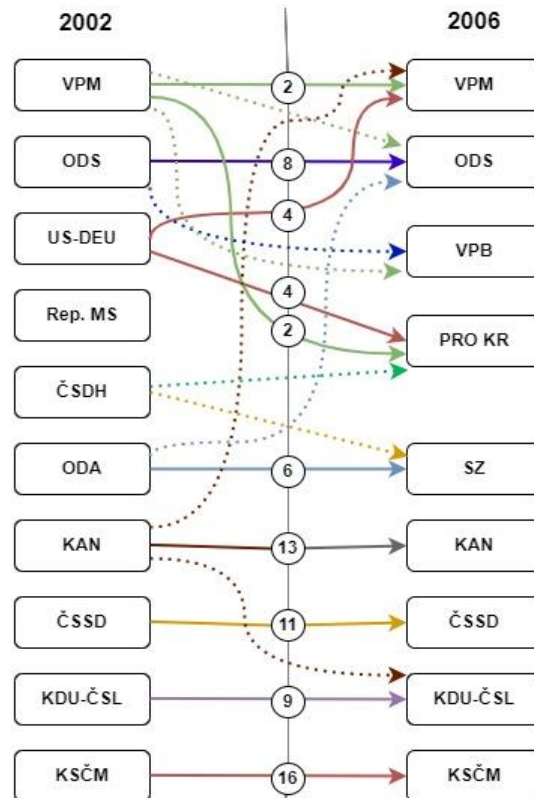 2002
2006
VPM
2
VPM
ODS
8
ODS
US-DEU
4
VPB
Rep. MS
4
2
PRO KR
ČSDH
ODA
6
SZ
KAN
13
KAN
ČSSD
11
ČSSD
KDU-ČSL
9
KDU-ČSL
KSČM
16
KSČM